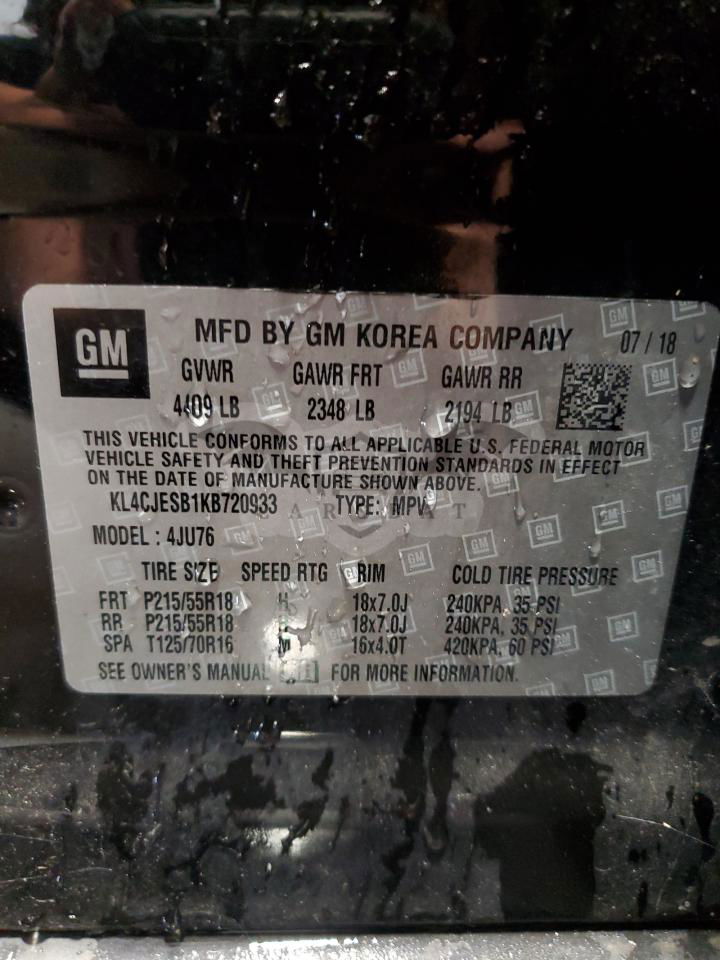 GM
MFD BY GM KOREA COMPANY 07/18
GVWR GAWR FRT GAWR RR
4409 LB 2348 LB 2194 LB
THIS VEHICLE CONFORMS TO ALL APPLICABLE U.S. FEDERAL MOTOR
VEHICLE SAFETY AND THEFT PREVENTION STANDARDS IN EFFECT
ON THE DATE OF MANUFACTURE SHOWN ABOVE.
KL4CJESB1KB720933 TYPE: MPV
MODEL : 4JU76
TIRE SIZE SPEED RTG RIM COLD TIRE PRESSURE
FRT P215/55R18 H 18x7.0J 240KPA, 35 PSI
RR P215/55R18 H 18x7.0J 240KPA, 35 PSI
SPA T125/70R16 M 16x4.0T 420KPA, 60 PSI
SEE OWNER'S MANUAL FOR MORE INFORMATION.